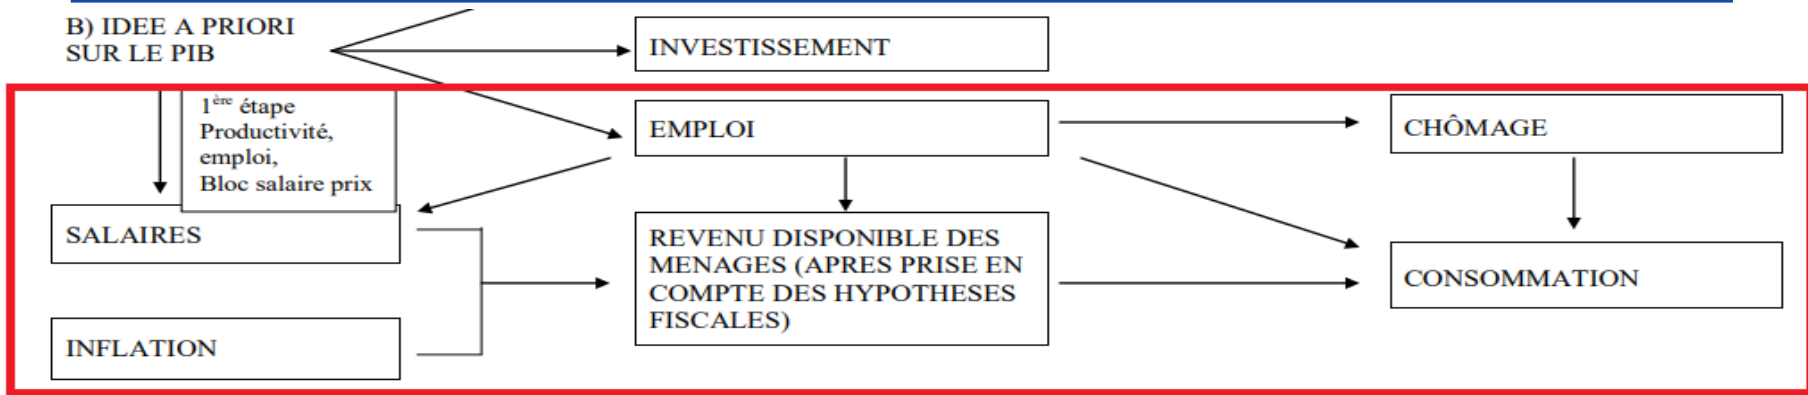 B) IDEE A PRIORI
SUR LE PIB
INVESTISSEMENT
1ère étape
Productivité,
emploi,
Bloc salaire prix
EMPLOI
CHÔMAGE
SALAIRES
REVENU DISPONIBLE DES
MENAGES (APRES PRISE EN
COMPTE DES HYPOTHESES
FISCALES)
CONSOMMATION
INFLATION